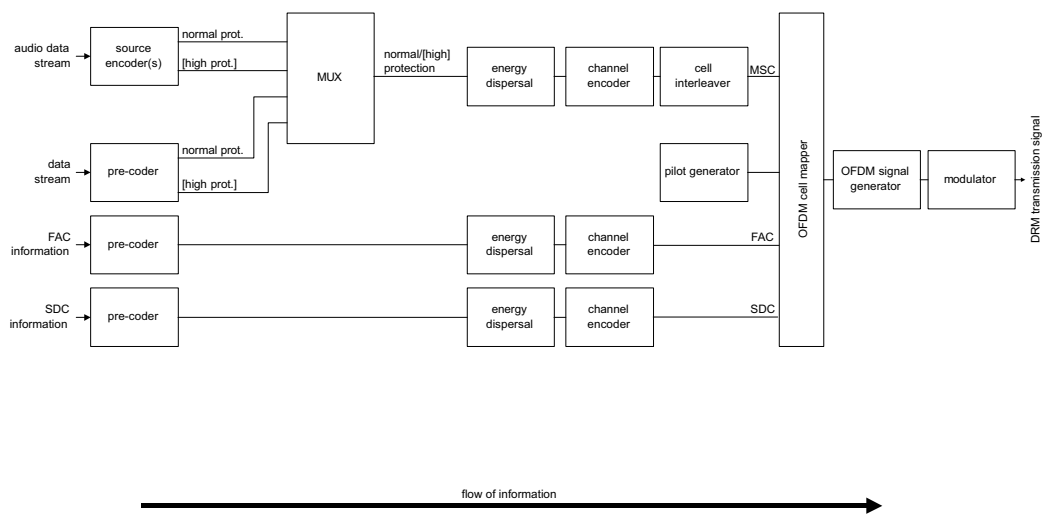 audio data
stream
source
encoder(s)
normal prot.
[high prot.]
MUX
normal/[high]
protection
energy
dispersal
channel
encoder
cell
interleaver
MSC
data
stream
pre-coder
normal prot.
[high prot.]
pilot generator
OFDM cell mapper
OFDM signal
generator
modulator
DRM transmission signal
FAC
information
pre-coder
energy
dispersal
channel
encoder
FAC
SDC
information
pre-coder
energy
dispersal
channel
encoder
SDC
flow of information